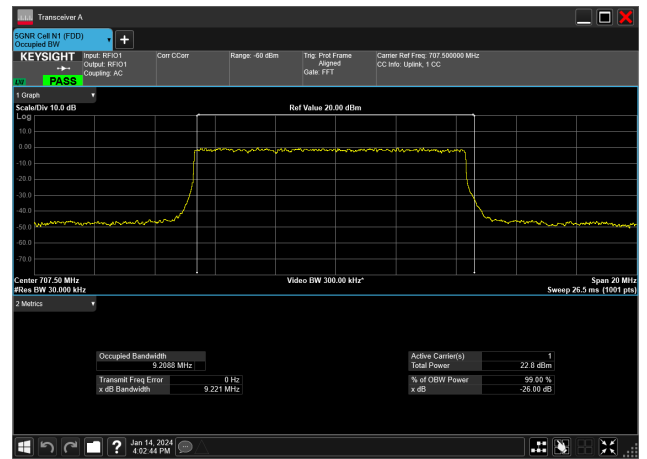 Transceiver A
5GNR Cell N1 (FDD)
Occupied BW
KEYSIGHT
LXI
PASS
Input: RFIO1
Output: RFIO1
Coupling: AC
Corr CCorr
Range: -60 dBm
Trig: Prot Frame
Aligned
Gate: FFT
Carrier Ref Freq: 707.500000 MHz
CC Info: Uplink, 1 CC
1 Graph
Scale/Div 10.0 dB
Ref Value 20.00 dBm
Log
10.0
0.00
-10.0
-20.0
-30.0
-40.0
-50.0
-60.0
-70.0
Center 707.50 MHz
Video BW 300.00 kHz*
Span 20 MHz
#Res BW 30.000 kHz
Sweep 26.5 ms (1001 pts)
2 Metrics
Occupied Bandwidth
9.2088 MHz
Transmit Freq Error 0 Hz
x dB Bandwidth 9.221 MHz
Active Carrier(s) 1
Total Power 22.8 dBm
% of OBW Power 99.00 %
x dB -26.00 dB
Jan 14, 2024
4:02:44 PM